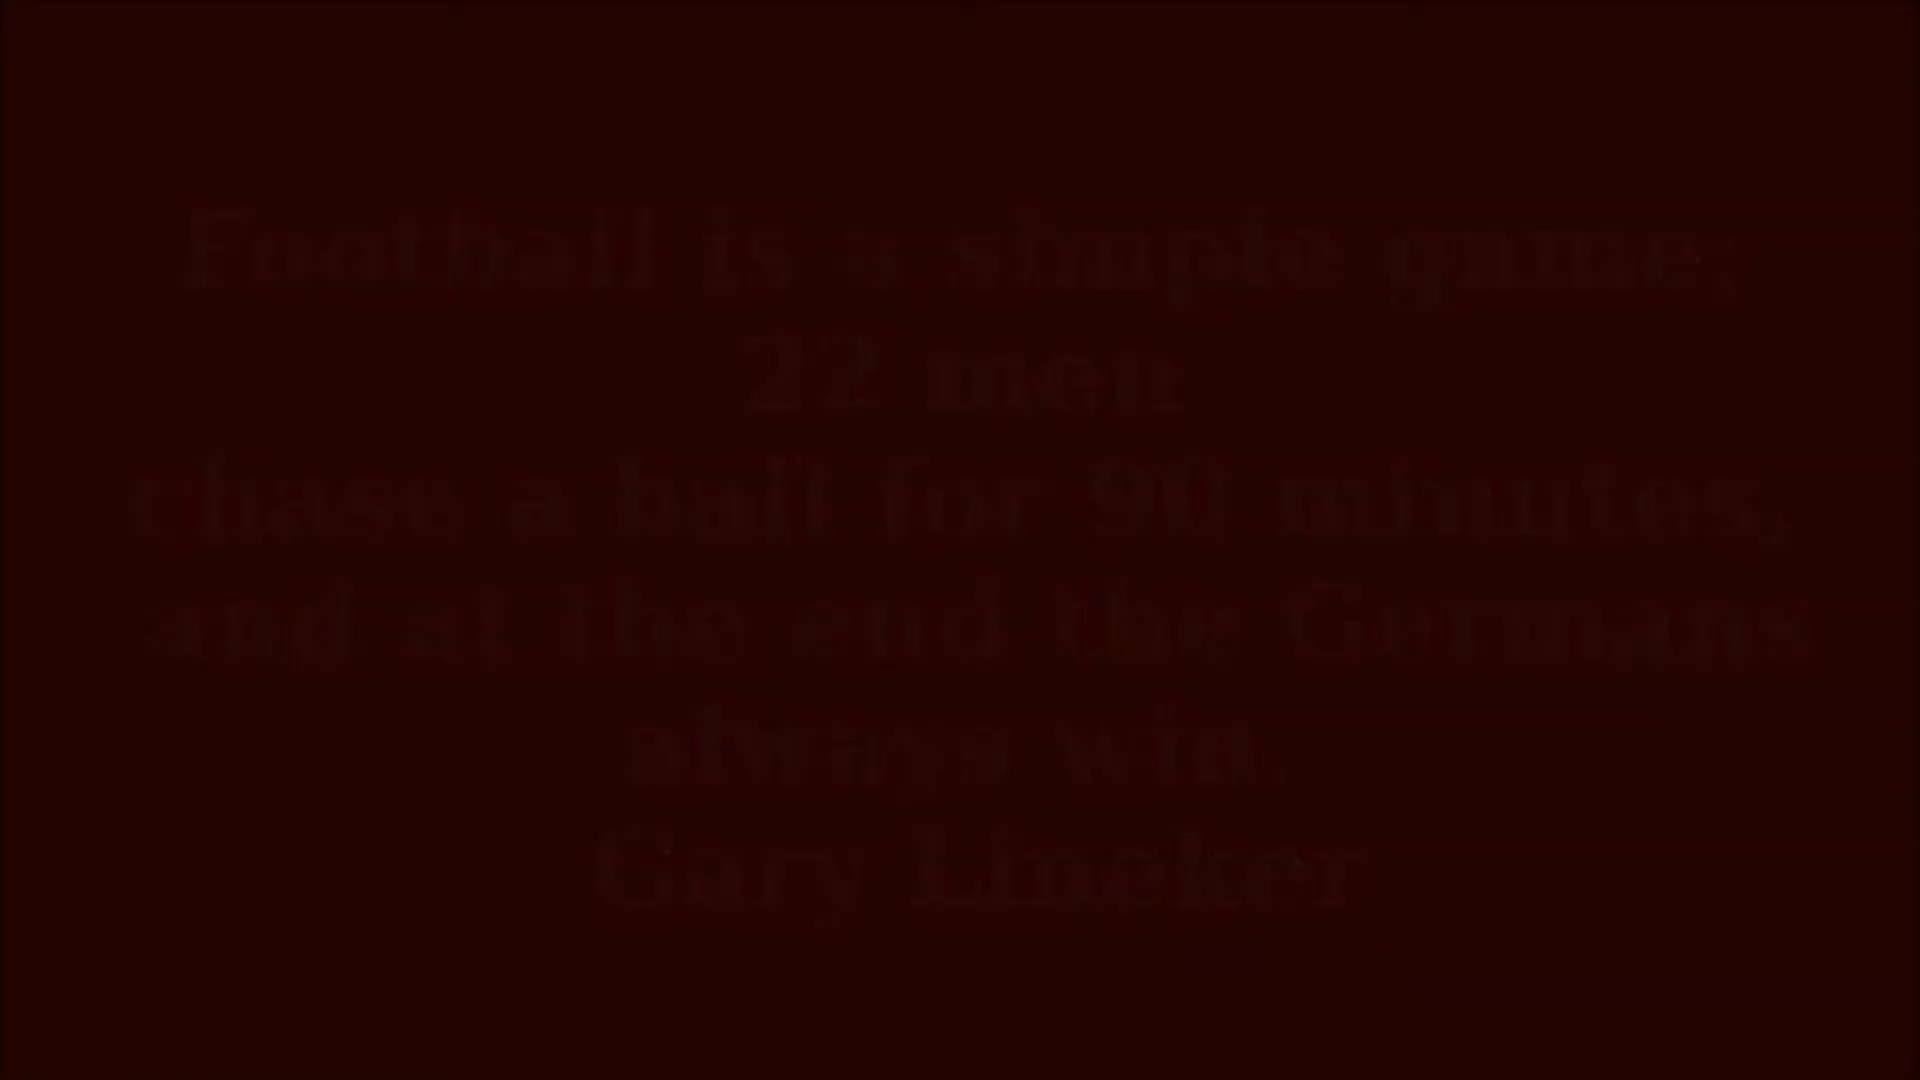 Football is a simple game;
22 men
chase a ball for 90 minutes,
and at the end the Germans
always win.
Gary Lineker